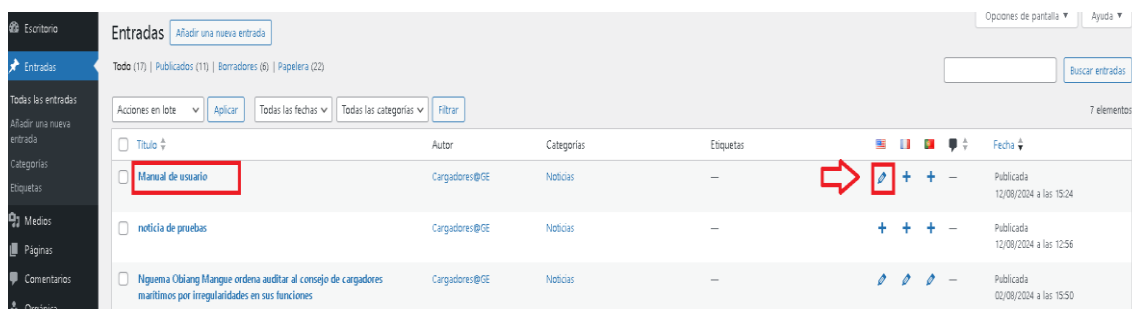 Opciones de pantalla ▼ Ayuda ▼
Escritorio
Entradas Añadir una nueva entrada
Entradas
Todo (17) | Publicados (11) | Borradores (6) | Papelera (22)
Buscar entradas
Todas las entradas
Añadir una nueva entrada
Categorías
Etiquetas
Medios
Páginas
Comentarios
Orgánica
Acciones en lote Aplicar Todas las fechas Todas las categorías Filtrar
7 elementos
Título Autor Categorías Etiquetas Fecha
Manual de usuario Cargadores@GE Noticias — + + — Publicada
12/08/2024 a las 15:24
noticia de pruebas Cargadores@GE Noticias — + + + — Publicada
12/08/2024 a las 12:56
Nguema Obiang Mangue ordena auditar al consejo de cargadores Cargadores@GE Noticias — — Publicada
marítimos por irregularidades en sus funciones 02/08/2024 a las 15:50